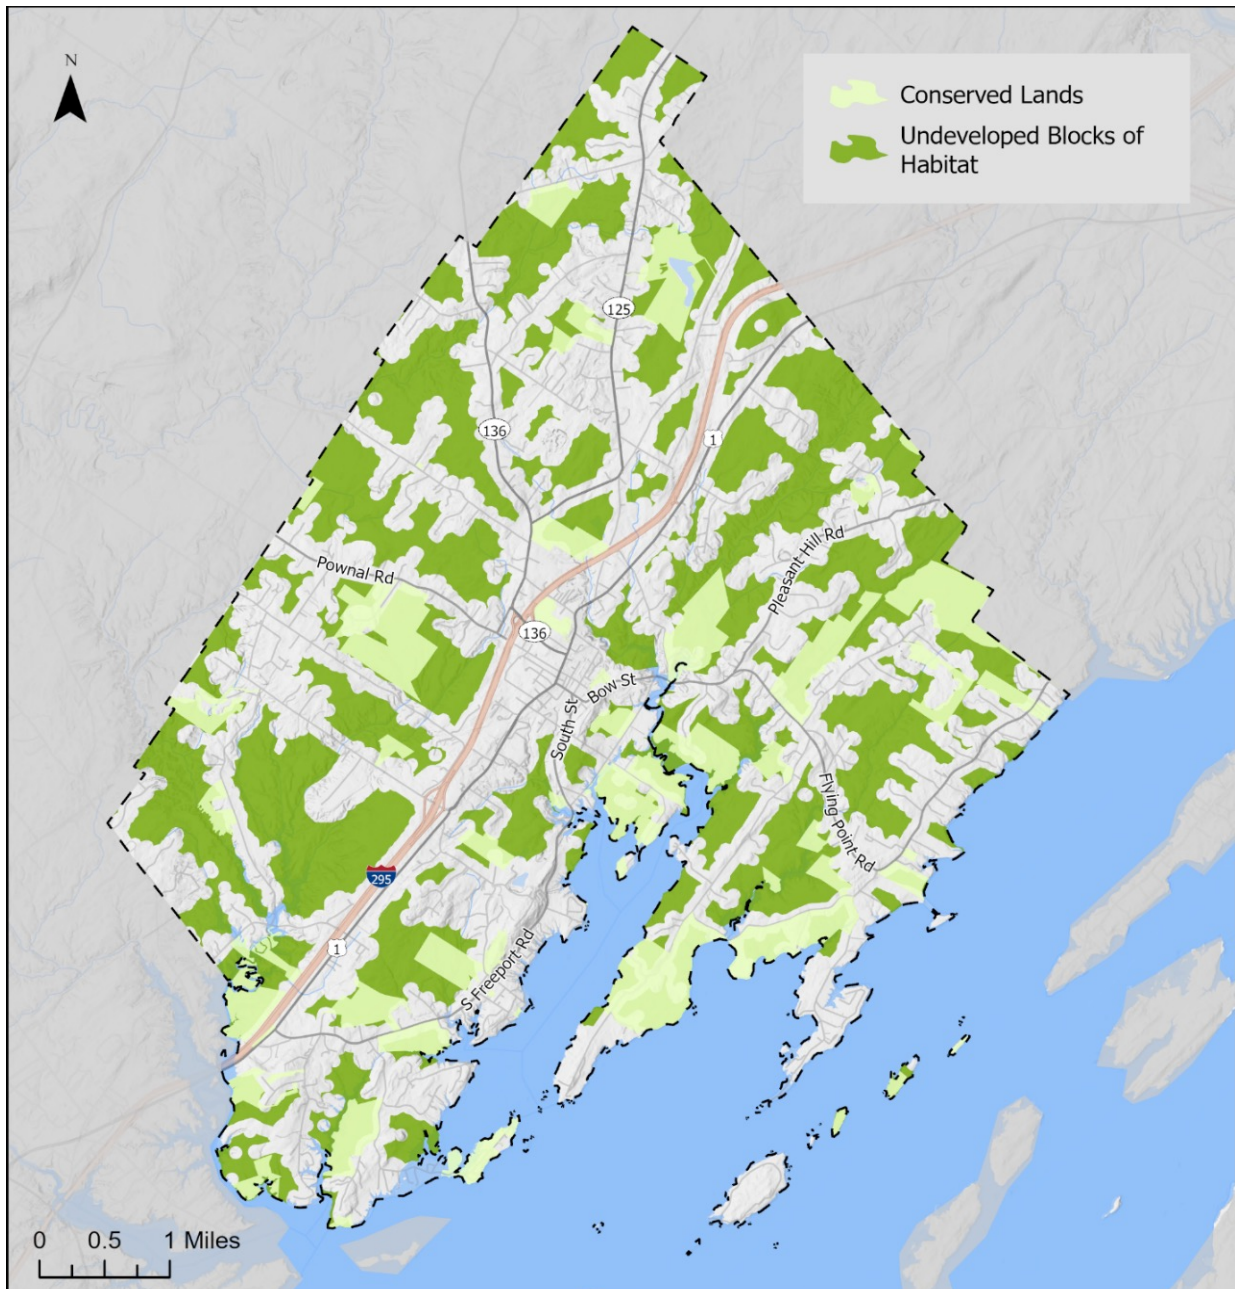 N
Conserved Lands
Undeveloped Blocks of
Habitat
125
136
1
Pleasant Hill Rd
Pownal Rd
136
Bow St
South St
Flying Point Rd
295
1
S Freeport Rd
0 0.5 1 Miles